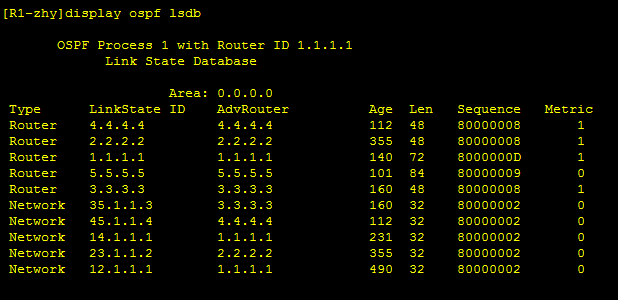 [R1-zhy]display ospf lsdb
OSPF Process 1 with Router ID 1.1.1.1
Link State Database
Area: 0.0.0.0
Type LinkState ID AdvRouter Age Len Sequence Metric
Router 4.4.4.4 4.4.4.4 112 48 80000008 1
Router 2.2.2.2 2.2.2.2 355 48 80000008 1
Router 1.1.1.1 1.1.1.1 140 72 8000000D 1
Router 5.5.5.5 5.5.5.5 101 84 80000009 0
Router 3.3.3.3 3.3.3.3 160 48 80000008 1
Network 35.1.1.3 3.3.3.3 160 32 80000002 0
Network 45.1.1.4 4.4.4.4 112 32 80000002 0
Network 14.1.1.1 1.1.1.1 231 32 80000002 0
Network 23.1.1.2 2.2.2.2 355 32 80000002 0
Network 12.1.1.1 1.1.1.1 490 32 80000002 0